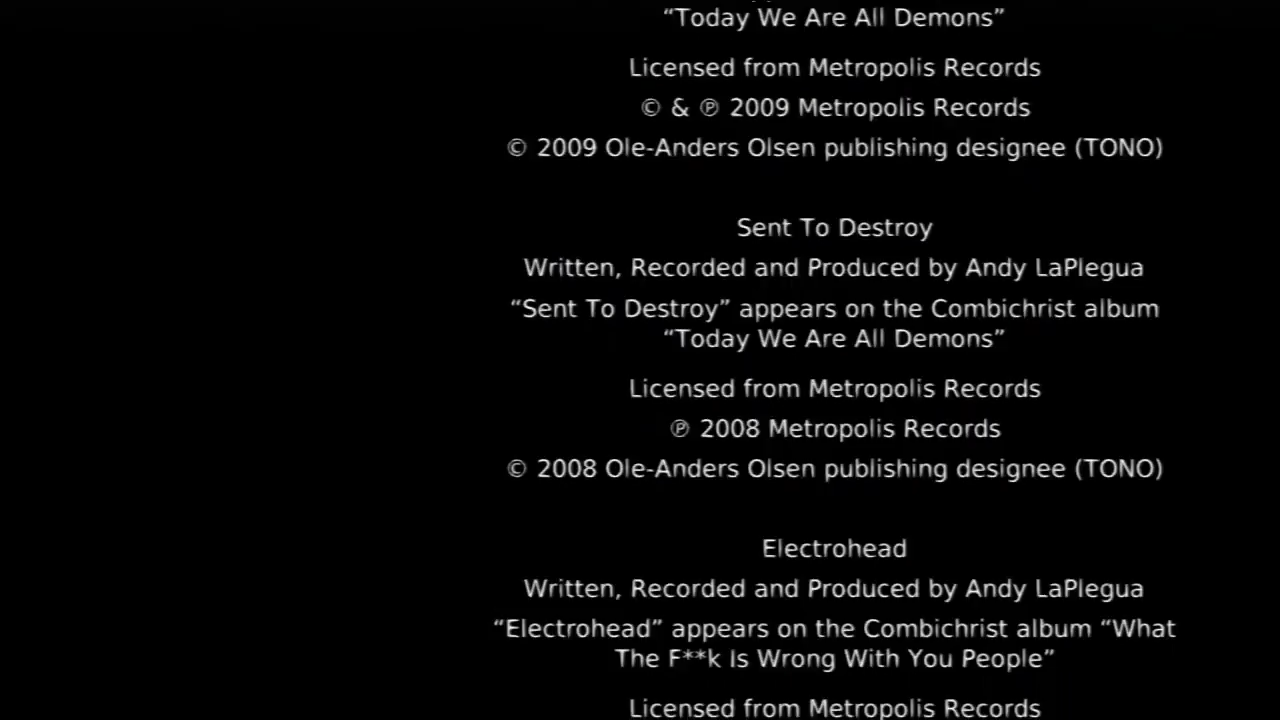 “Today We Are All Demons”
Licensed from Metropolis Records
© & ℗ 2009 Metropolis Records
© 2009 Ole-Anders Olsen publishing designee (TONO)
Sent To Destroy
Written, Recorded and Produced by Andy LaPlegua
“Sent To Destroy” appears on the Combichrist album
“Today We Are All Demons”
Licensed from Metropolis Records
℗ 2008 Metropolis Records
© 2008 Ole-Anders Olsen publishing designee (TONO)
Electrohead
Written, Recorded and Produced by Andy LaPlegua
“Electrohead” appears on the Combichrist album “What
The F**k Is Wrong With You People”
Licensed from Metropolis Records